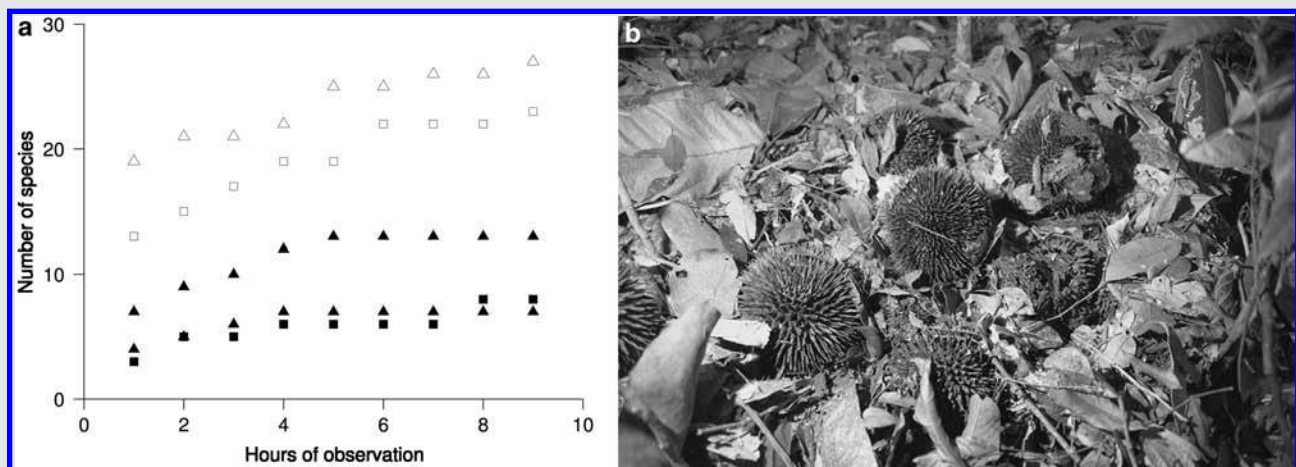 a
30
20
10
0
Number of species
0 2 4 6 8 10
Hours of observation
b